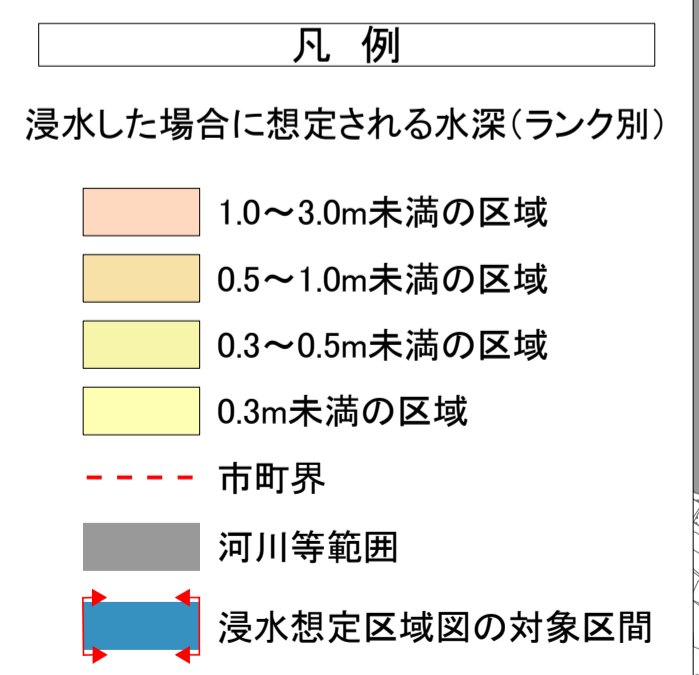 凡 例
浸水した場合に想定される水深(ランク別)
1.0～3.0m未満の区域
0.5～1.0m未満の区域
0.3～0.5m未満の区域
0.3m未満の区域
市町界
河川等範囲
浸水想定区域図の対象区間